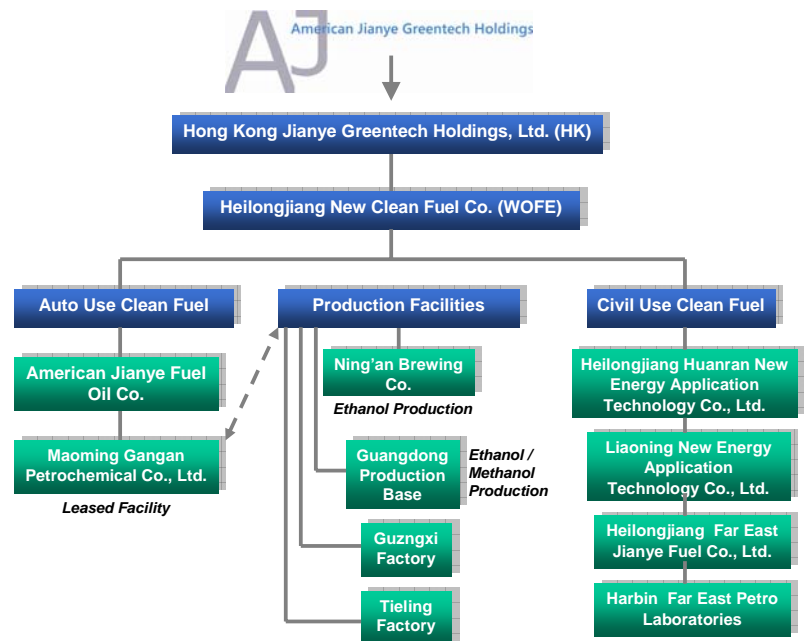 AJ
American Jianye Greentech Holdings
Hong Kong Jianye Greentech Holdings, Ltd. (HK)
Heilongjiang New Clean Fuel Co. (WOFE)
Auto Use Clean Fuel
American Jianye Fuel
Oil Co.
Maoming Gangan
Petrochemical Co., Ltd.
Leased Facility
Production Facilities
Ning'an Brewing
Co.
Ethanol Production
Guangdong
Production
Base
Ethanol /
Methanol
Production
Guzngxi
Factory
Tieling
Factory
Civil Use Clean Fuel
Heilongjiang Huanran New
Energy Application
Technology Co., Ltd.
Liaoning New Energy
Application
Technology Co., Ltd.
Heilongjiang Far East
Jianye Fuel Co., Ltd.
Harbin Far East Petro
Laboratories